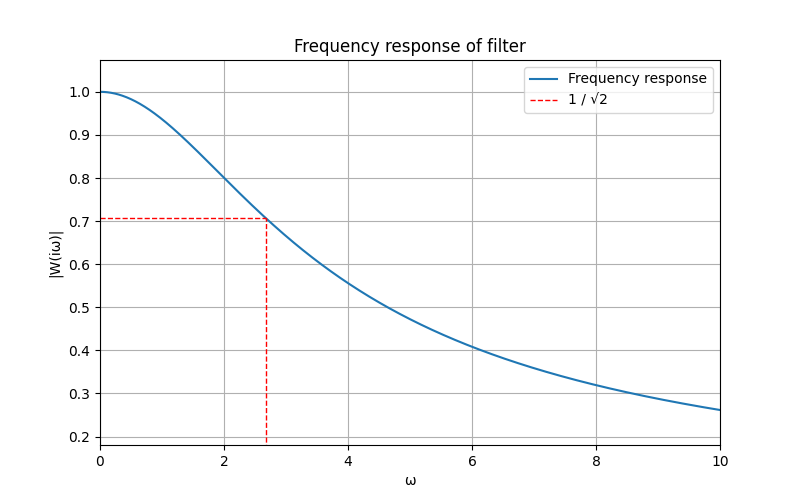 Frequency response of filter
Frequency response
1 / √2
1.0
0.9
0.8
0.7
0.6
0.5
0.4
0.3
0.2
|W(iω)|
0 2 4 6 8 10
ω